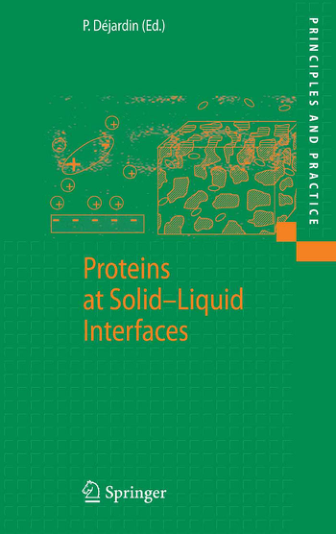 P. Déjardin (Ed.)
PRINCIPLES AND PRACTICE
Proteins
at Solid–Liquid
Interfaces
Springer